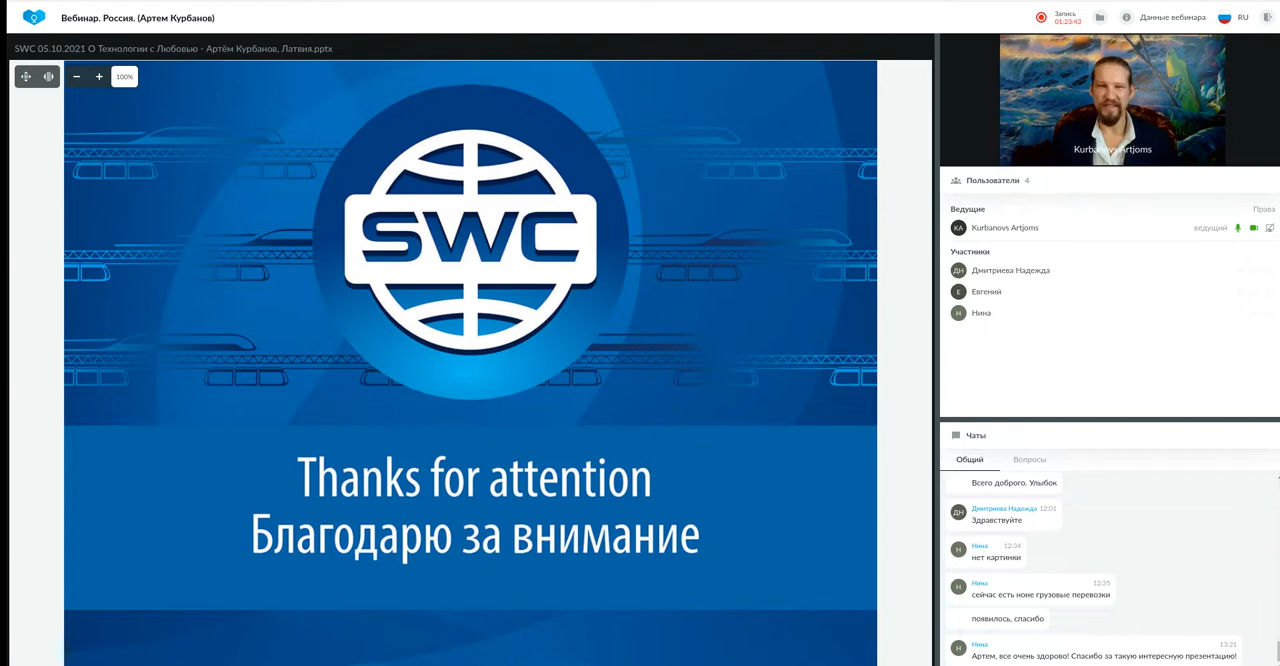 Вебинар. Россия. (Артем Курбанов)
Запись
01:23:43
Данные вебинара
RU
SWC 05.10.2021 О Технологии с Любовью - Артём Курбанов, Латвия.pptx
100%
SWC
Thanks for attention
Благодарю за внимание
Kurbanovs Artjoms
Пользователи 4
Ведущие
Права
KA
Kurbanovs Artjoms
ведущий
Участники
ДН
Дмитриева Надежда
Е
Евгений
Н
Нина
Чаты
Общий
Вопросы
Всего доброго. Улыбок
ДН
Дмитриева Надежда 12:01
Здравствуйте
Н
Нина 12:34
нет картинки
Н
Нина 12:35
сейчас есть ноне грузовые перевозки
появилось, спасибо
Н
Нина 13:21
Артем, все очень здорово! Спасибо за такую интересную презентацию!